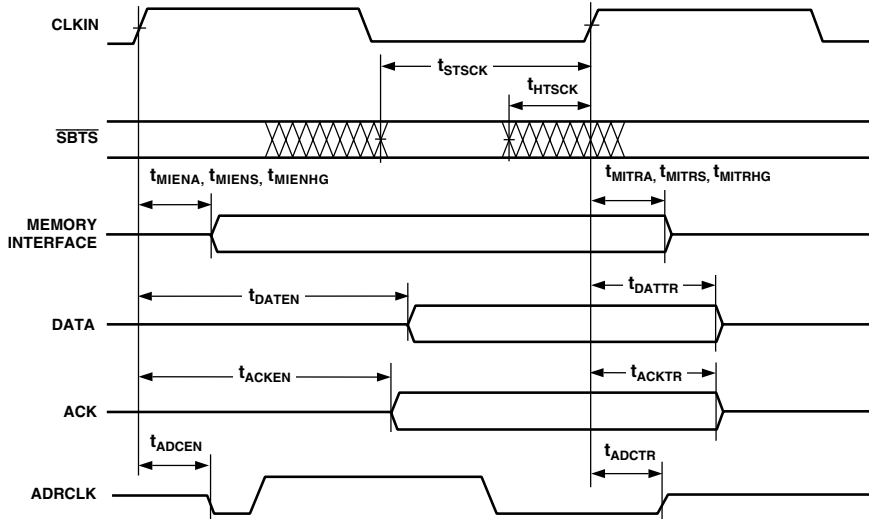 CLKIN
tSTSCK
tHTSCK
SBTS
tMIENA, tMIENS, tMIENHG
tMITRA, tMITRS, tMITRHG
MEMORY
INTERFACE
tDATEN
tDATTR
DATA
tACKEN
tACKTR
ACK
tADCEN
tADCTR
ADRCLK